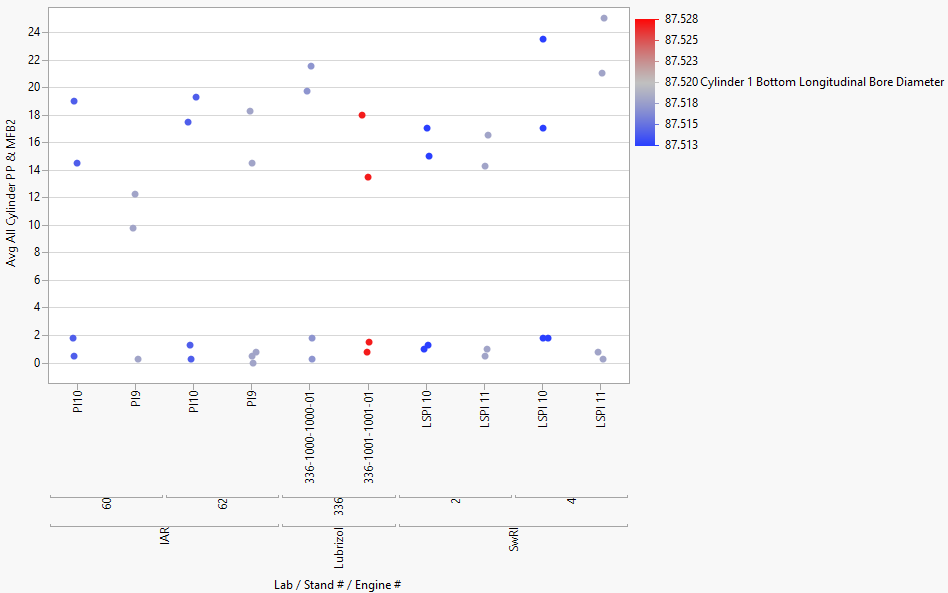 Avg All Cylinder PP & MFB2
24
22
20
18
16
14
12
10
8
6
4
2
0
87.528
87.525
87.523
87.520
87.518
87.515
87.513
Cylinder 1 Bottom Longitudinal Bore Diameter
PI10
PI9
PI10
PI9
336-1000-1000-01
336-1001-1001-01
LSPI 10
LSPI 11
LSPI 10
LSPI 11
60
62
336
2
4
IAR
Lubrizol
SwRI
Lab / Stand # / Engine #